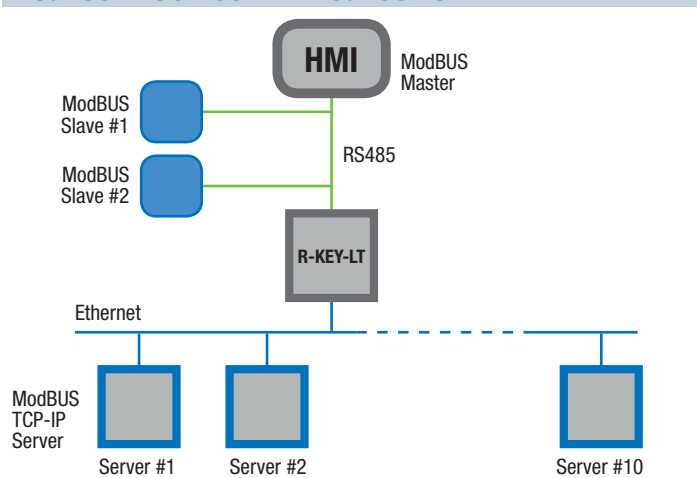 HMI
ModBUS
Master
ModBUS
Slave #1
RS485
ModBUS
Slave #2
R-KEY-LT
Ethernet
ModBUS
TCP-IP
Server
Server #1
Server #2
Server #10